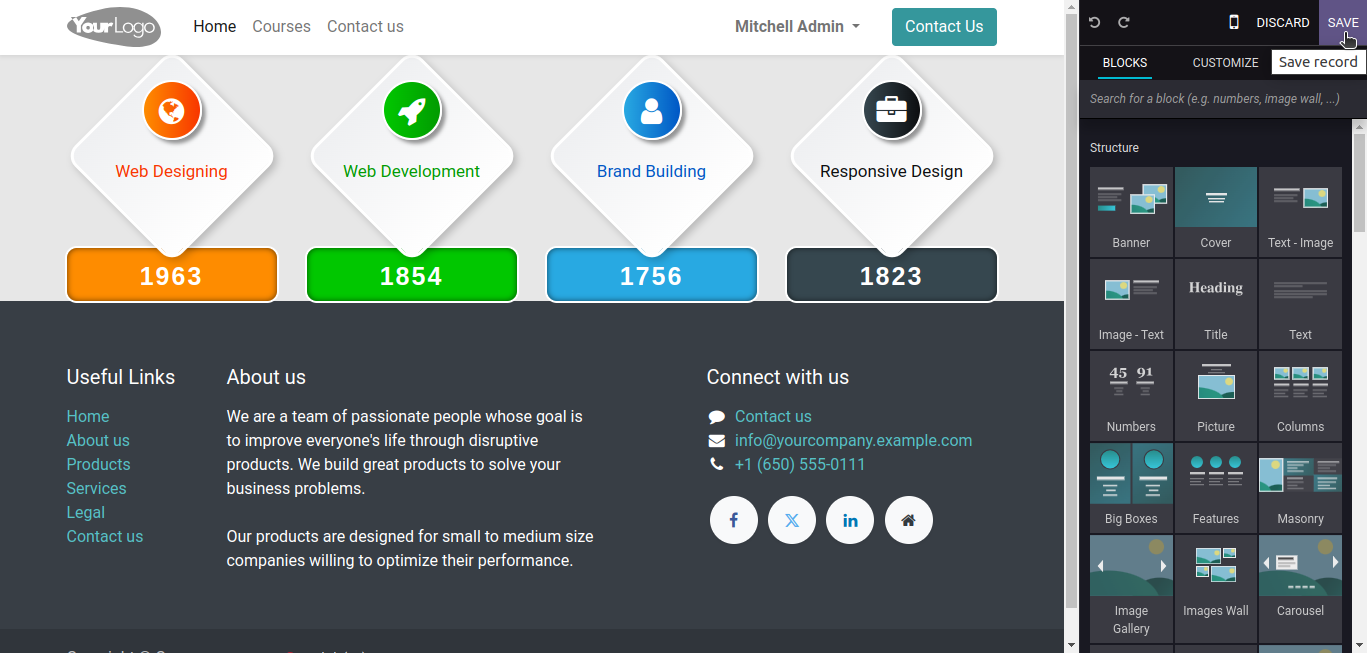 YourLogo
Home Courses Contact us Mitchell Admin Contact Us
DISCARD SAVE
BLOCKS CUSTOMIZE Save record
Search for a block (e.g. numbers, image wall, ...)
Structure
Banner Cover Text - Image
Heading
Image - Text Title Text
45 91
Numbers Picture Columns
Big Boxes Features Masonry
Image Gallery Images Wall Carousel
Web Designing Web Development Brand Building Responsive Design
1963 1854 1756 1823
Useful Links
Home
About us
Products
Services
Legal
Contact us
About us
We are a team of passionate people whose goal is
to improve everyone's life through disruptive
products. We build great products to solve your
business problems.
Our products are designed for small to medium size
companies willing to optimize their performance.
Connect with us
Contact us
info@yourcompany.example.com
+1 (650) 555-0111